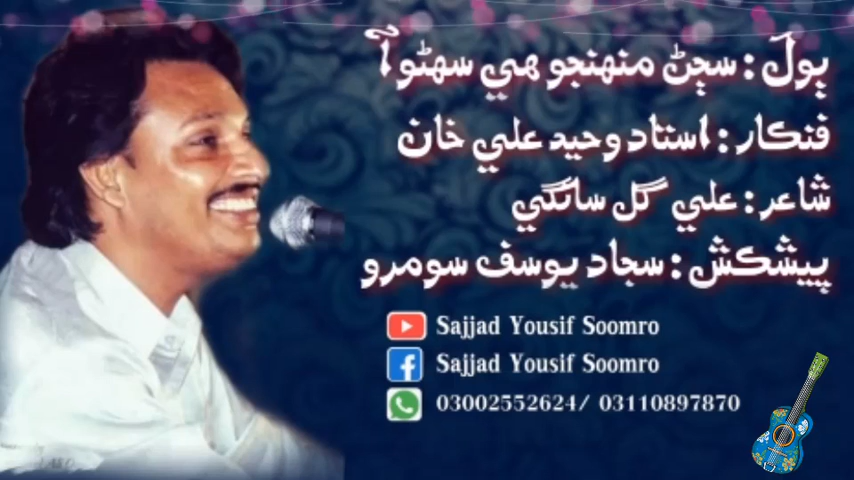 ٻول : سڄڻ منهنجو هي سهڻو آ
فنڪار : استاد وحيد علي خان
شاعر : علي گل سانگي
پيشڪش : سجاد يوسف سومرو
Sajjad Yousif Soomro
Sajjad Yousif Soomro
03002552624/ 03110897870